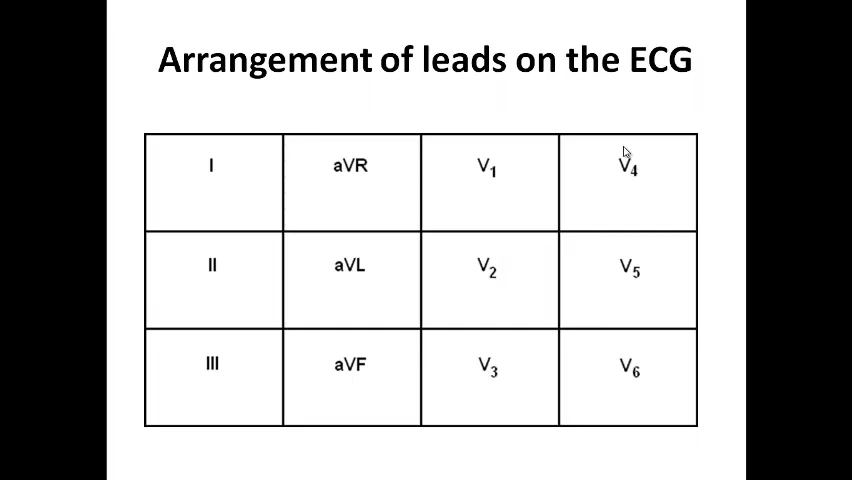 Arrangement of leads on the ECG
I aVR V₁ V₄
II aVL V₂ V₅
III aVF V₃ V₆